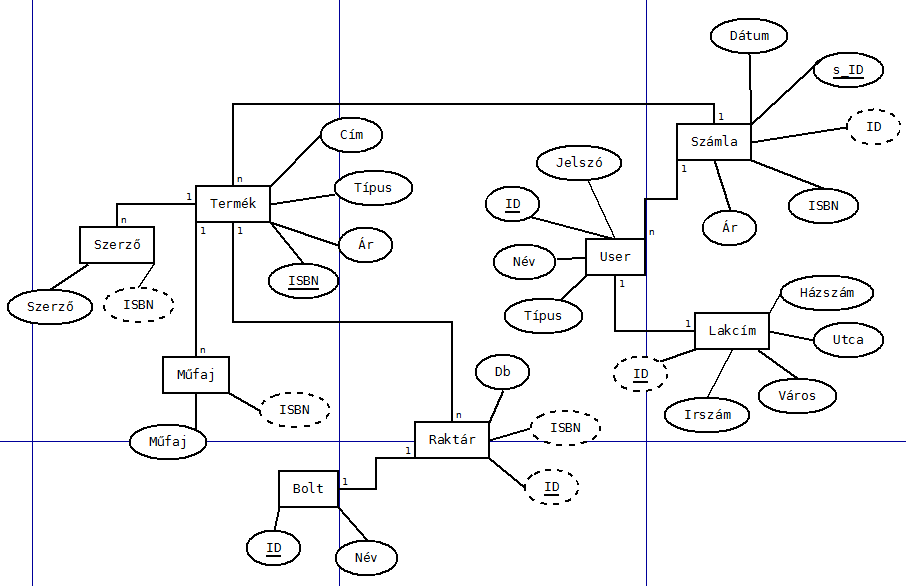 Dátum
s_ID
1
ID
Cím
Számla
Jelszó
1
n
Típus
1
Termék
ID
ISBN
n
1
1
Ár
n
Szerző
Ár
User
Név
ISBN
1
Házszám
Szerző
ISBN
Típus
1
Lakcím
Utca
n
Műfaj
Db
ID
Város
ISBN
n
Irszám
ISBN
Műfaj
Raktár
1
1
Bolt
ID
ID
Név